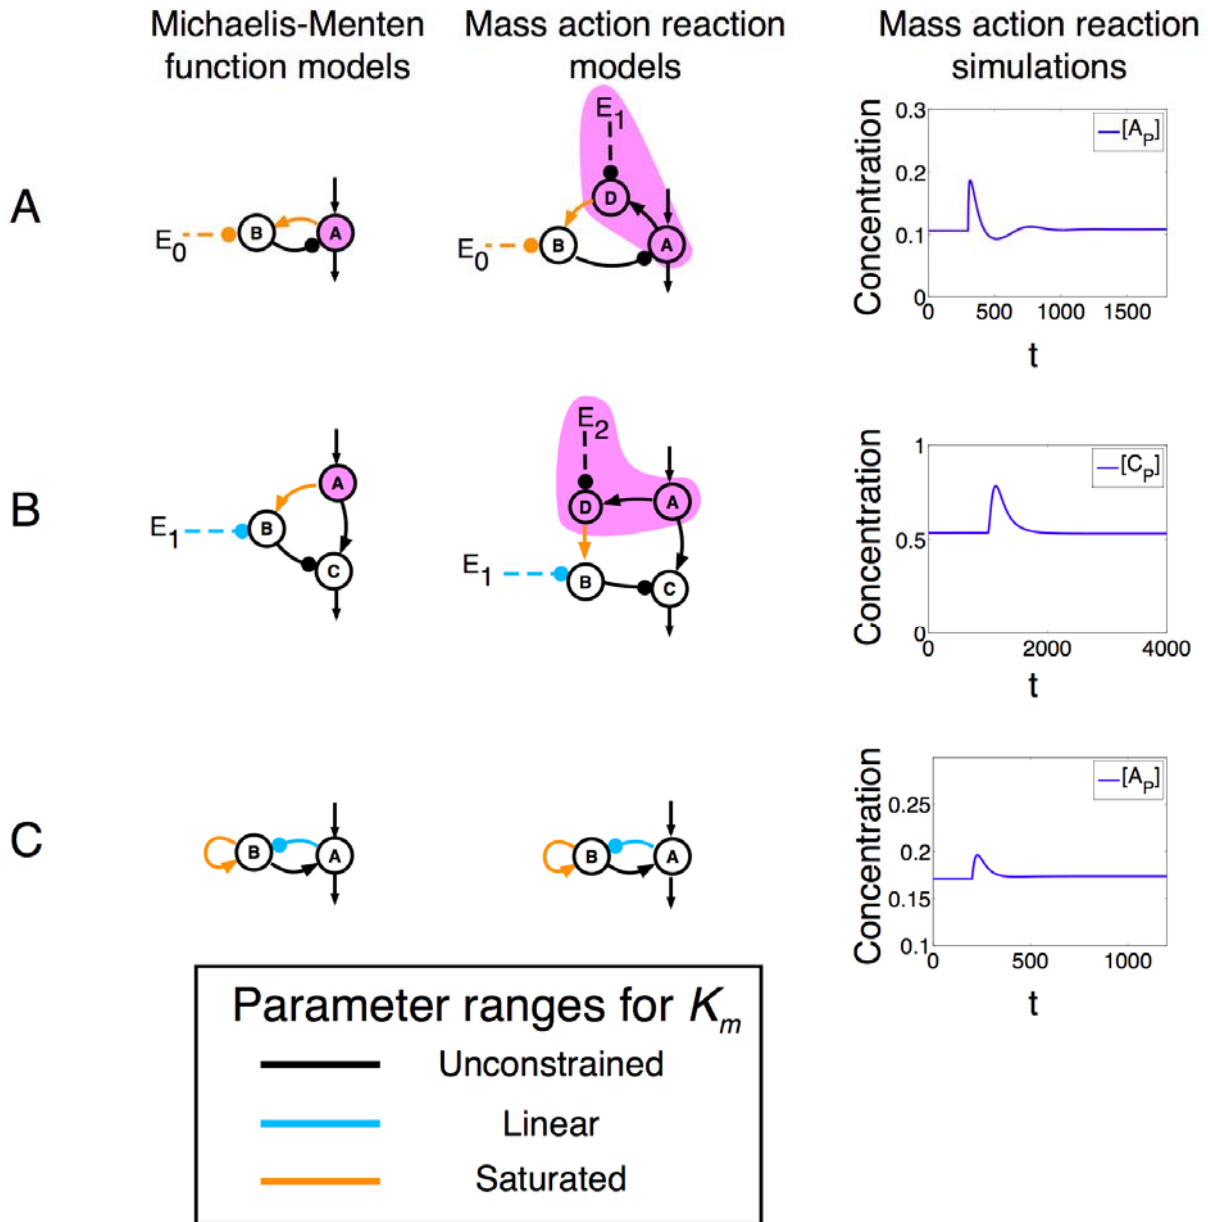 Michaelis-Menten
function models
Mass action reaction
models
Mass action reaction
simulations
A
E0
B
A
E1
D
E0
B
A
Concentration
0.3
0.2
0.1
0
[AP]
0 500 1000 1500
t
B
A
E1
B
C
E2
D
A
E1
B
C
Concentration
1
0.5
0
[CP]
0 2000 4000
t
C
B
A
B
A
Concentration
0.25
0.2
0.15
0.1
[AP]
0 500 1000
t
Parameter ranges for Km
Unconstrained
Linear
Saturated